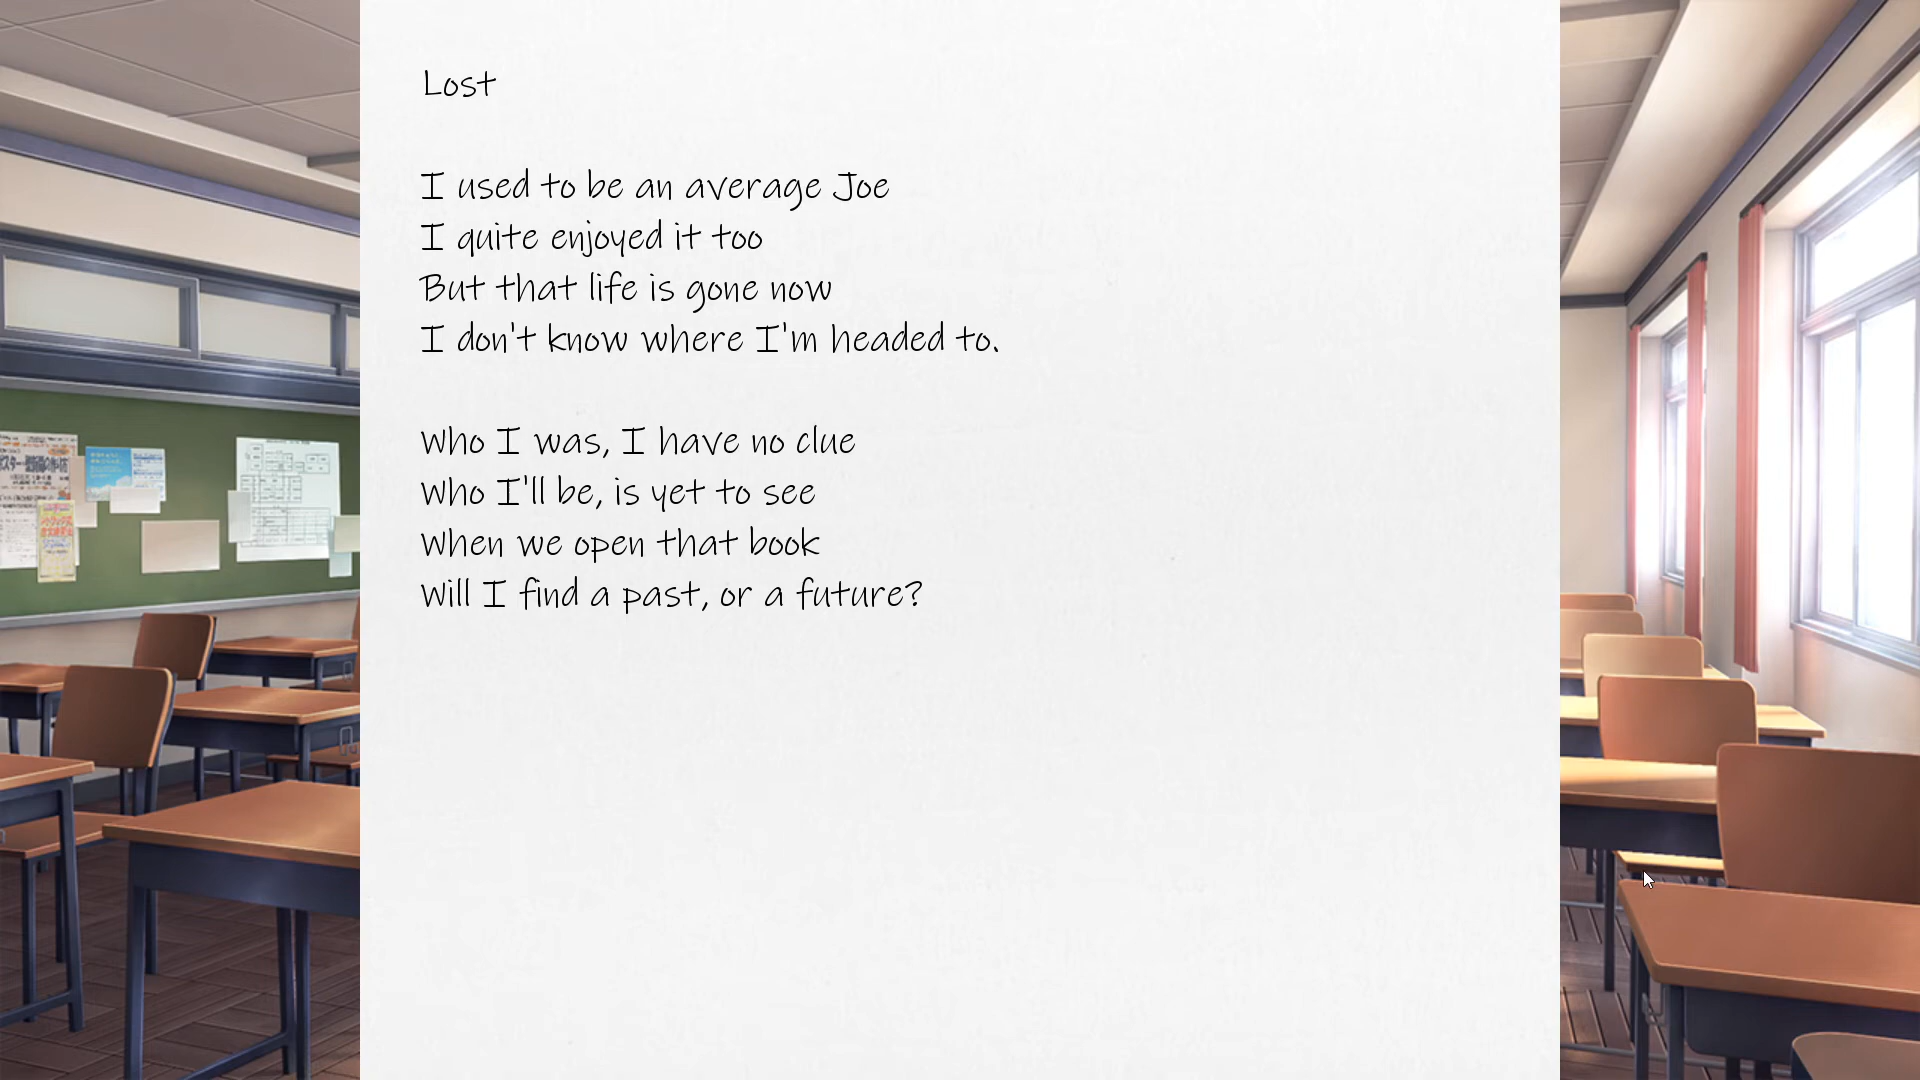 Lost
I used to be an average Joe
I quite enjoyed it too
But that life is gone now
I don't know where I'm headed to.
Who I was, I have no clue
Who I'll be, is yet to see
When we open that book
Will I find a past, or a future?